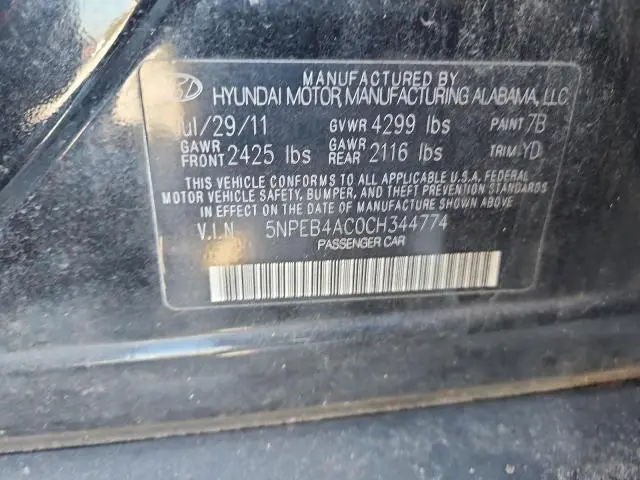 MANUFACTURED BY
HYUNDAI MOTOR MANUFACTURING ALABAMA, LLC
Jul/29/11 GVWR 4299 lbs PAINT 7B
GAWR FRONT 2425 lbs GAWR REAR 2116 lbs TRIM: YD
THIS VEHICLE CONFORMS TO ALL APPLICABLE U.S.A. FEDERAL
MOTOR VEHICLE SAFETY, BUMPER, AND THEFT PREVENTION STANDARDS
IN EFFECT ON THE DATE OF MANUFACTURE SHOWN ABOVE
V.I.N. 5NPEB4AC0CH344774
PASSENGER CAR